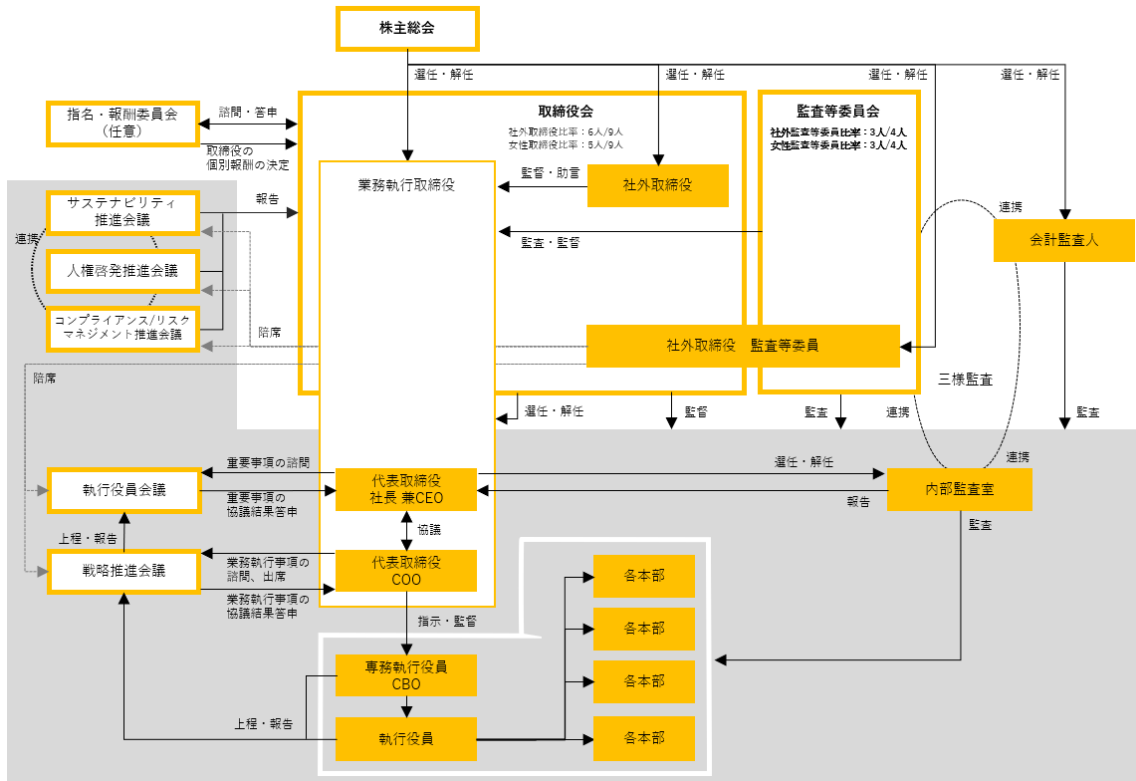 株主総会
選任・解任
選任・解任
選任・解任
選任・解任
指名・報酬委員会
（任意）
諮問・答申
取締役の
個別報酬の決定
取締役会
社外取締役比率：6人/9人
女性取締役比率：5人/9人
監査等委員会
社外監査等委員比率：3人/4人
女性監査等委員比率：3人/4人
業務執行取締役
監督・助言
社外取締役
サステナビリティ
推進会議
報告
連携
人権啓発推進会議
コンプライアンス/リスク
マネジメント推進会議
監査・監督
連携
会計監査人
陪席
陪席
社外取締役　監査等委員
三様監査
選任・解任
監督
監査
連携
監査
連携
執行役員会議
重要事項の諮問
重要事項の
協議結果答申
代表取締役
社長 兼CEO
選任・解任
報告
内部監査室
監査
協議
上程・報告
戦略推進会議
業務執行事項の
諮問、出席
業務執行事項の
協議結果答申
代表取締役
COO
指示・監督
各本部
各本部
各本部
各本部
専務執行役員
CBO
上程・報告
執行役員